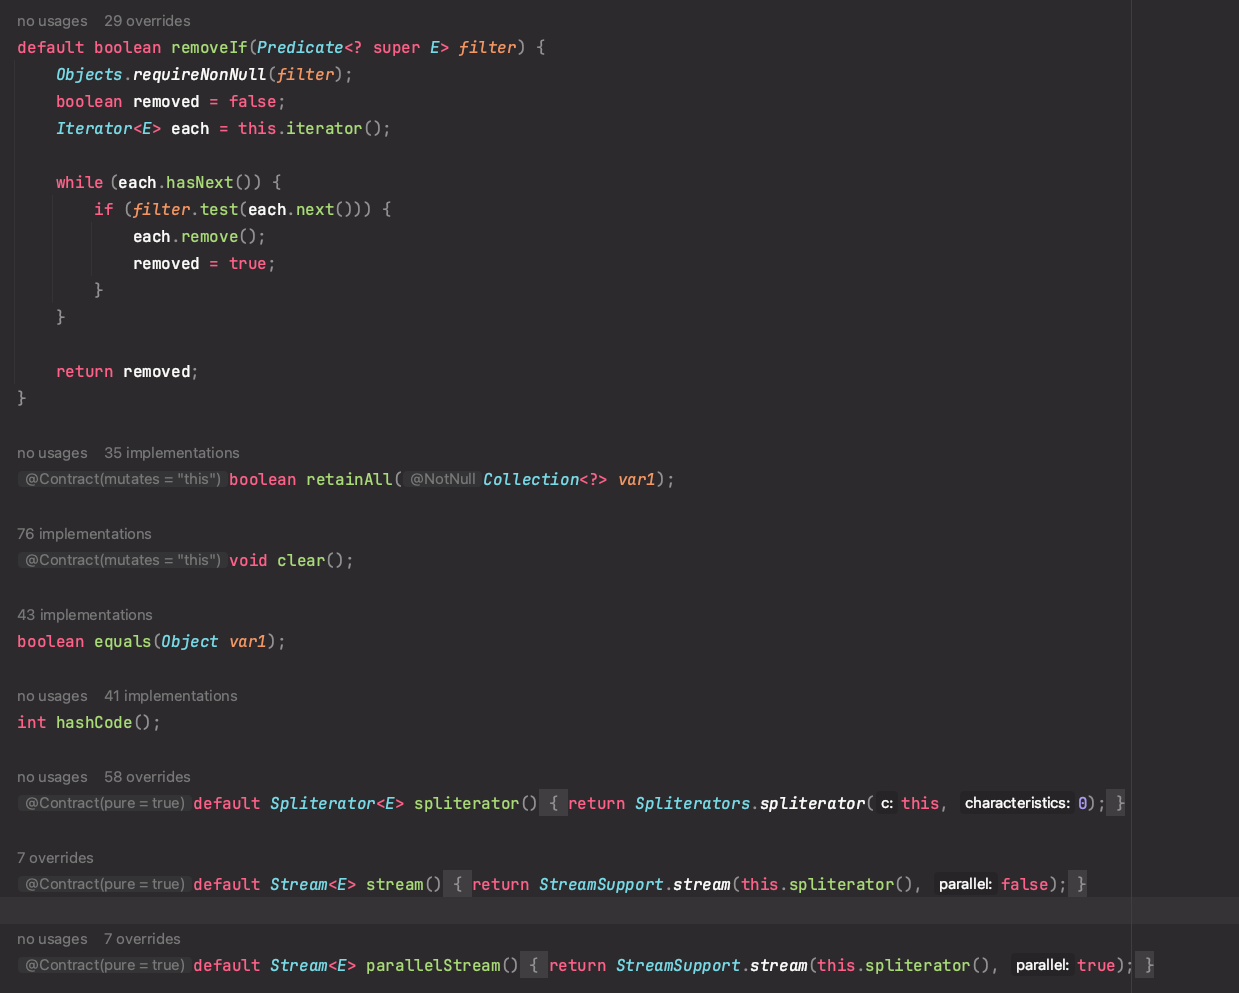 no usages 29 overrides
default boolean removeIf(Predicate<? super E> filter) {
Objects.requireNonNull(filter);
boolean removed = false;
Iterator<E> each = this.iterator();
while (each.hasNext()) {
if (filter.test(each.next())) {
each.remove();
removed = true;
}
}
return removed;
}
no usages 35 implementations
@Contract(mutates = "this") boolean retainAll( @NotNull Collection<?> var1);
76 implementations
@Contract(mutates = "this") void clear();
43 implementations
boolean equals(Object var1);
no usages 41 implementations
int hashCode();
no usages 58 overrides
@Contract(pure = true) default Spliterator<E> spliterator() { return Spliterators.spliterator( c: this, characteristics: 0); }
7 overrides
@Contract(pure = true) default Stream<E> stream() { return StreamSupport.stream(this.spliterator(), parallel: false); }
no usages 7 overrides
@Contract(pure = true) default Stream<E> parallelStream() { return StreamSupport.stream(this.spliterator(), parallel: true); }